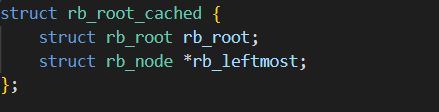 struct rb_root_cached {
    struct rb_root rb_root;
    struct rb_node *rb_leftmost;
};